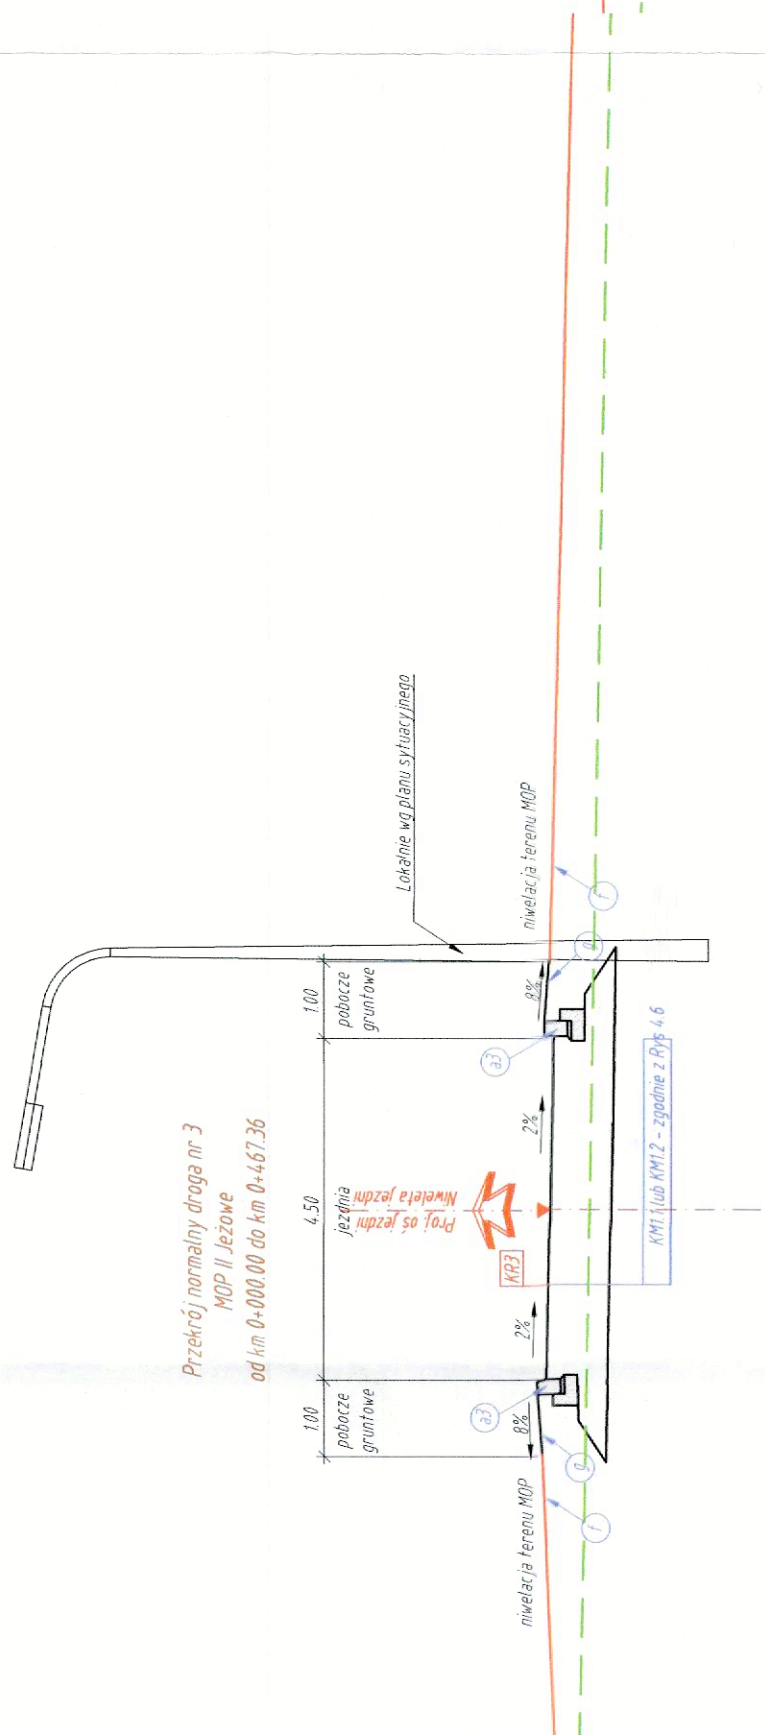 Przekrój normalny droga nr 3
MOP II Jeżowe
od km 0+000.00 do km 0+467.36
Lokalnie wg planu sytuacyjnego
1.00
4.50
1.00
pobocze
gruntowe
jezdnia
pobocze
gruntowe
Proj. oś jezdni
Niweleta jezdni
KR3
niwelacja terenu MOP
8%
2%
2%
8%
niwelacja terenu MOP
a3
a3
f
g
g
f
KM1.1 lub KM1.2 - zgodnie z Rys 4.6